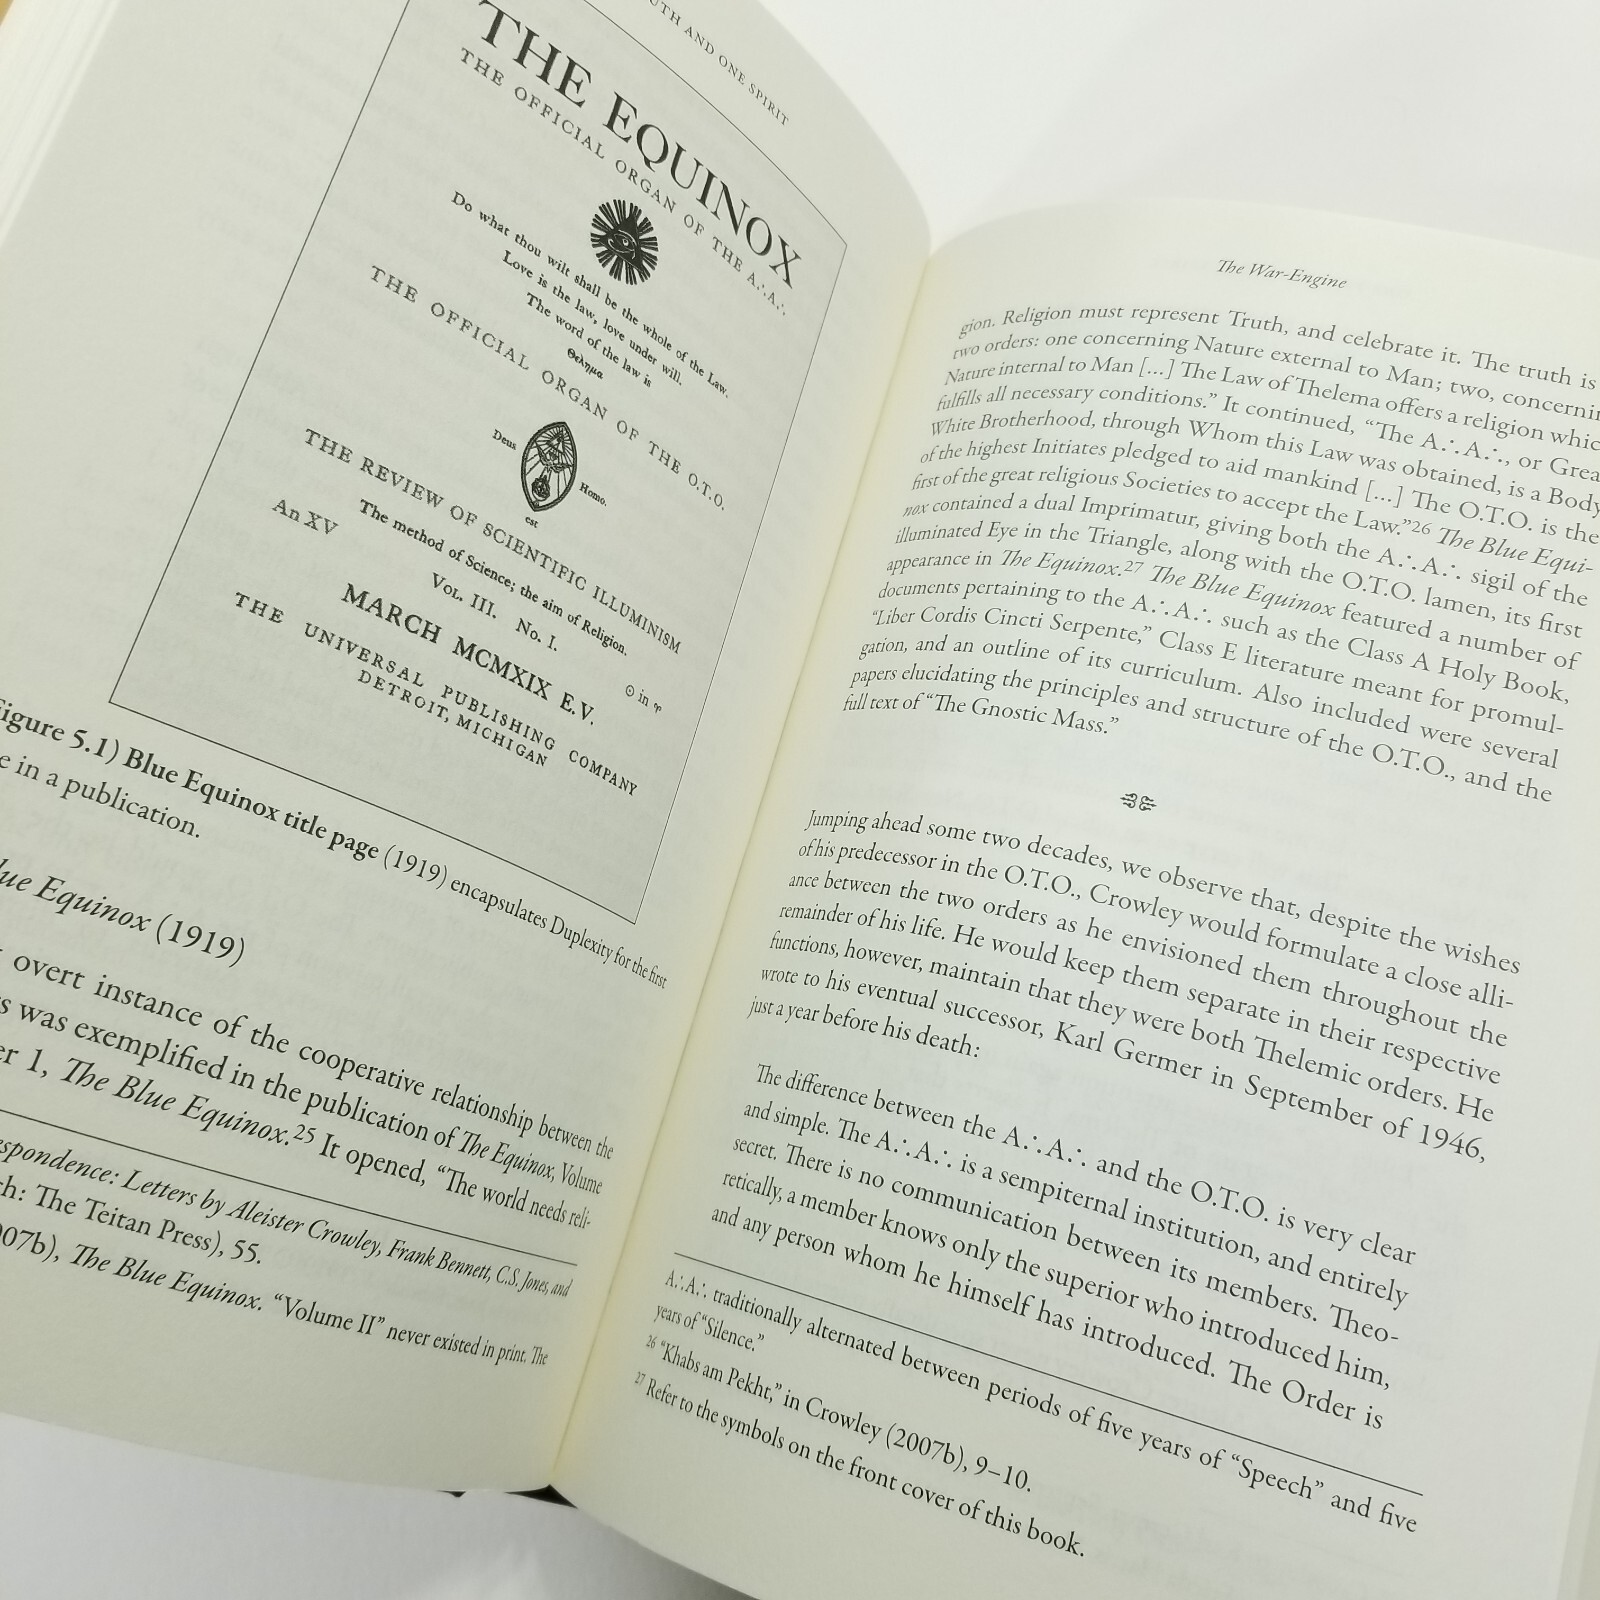 UTH AND ONE SPIRIT
THE EQUINOX
THE OFFICIAL ORGAN OF THE A∴A∴
Do what thou wilt shall be the whole of the Law.
Love is the law, love under will.
The word of the law is
Θελημα
THE OFFICIAL ORGAN OF THE O.T.O.
Deus
Homo.
est
THE REVIEW OF SCIENTIFIC ILLUMINISM
The method of Science; the aim of Religion.
An XV
Vol. III. No. I.
☉ in ♈
MARCH MCMXIX E.V.
THE UNIVERSAL PUBLISHING COMPANY
DETROIT, MICHIGAN
igure 5.1) Blue Equinox title page (1919) encapsulates Duplexity for the first
e in a publication.
lue Equinox (1919)
overt instance of the cooperative relationship between the
s was exemplified in the publication of The Equinox, Volume
er 1, The Blue Equinox.25 It opened, “The world needs reli-
espondence: Letters by Aleister Crowley, Frank Bennett, C.S. Jones, and
ch: The Teitan Press), 55.
007b), The Blue Equinox. “Volume II” never existed in print. The
The War-Engine
gion. Religion must represent Truth, and celebrate it. The truth is
two orders: one concerning Nature external to Man; two, concernin
Nature internal to Man [...] The Law of Thelema offers a religion whic
fulfills all necessary conditions.” It continued, “The A∴A∴, or Grea
White Brotherhood, through Whom this Law was obtained, is a Body
of the highest Initiates pledged to aid mankind [...] The O.T.O. is the
first of the great religious Societies to accept the Law.”26 The Blue Equi-
nox contained a dual Imprimatur, giving both the A∴A∴ sigil of the
illuminated Eye in the Triangle, along with the O.T.O. lamen, its first
appearance in The Equinox.27 The Blue Equinox featured a number of
documents pertaining to the A∴A∴ such as the Class A Holy Book,
“Liber Cordis Cincti Serpente,” Class E literature meant for promul-
gation, and an outline of its curriculum. Also included were several
papers elucidating the principles and structure of the O.T.O., and the
full text of “The Gnostic Mass.”
Jumping ahead some two decades, we observe that, despite the wishes
of his predecessor in the O.T.O., Crowley would formulate a close alli-
ance between the two orders as he envisioned them throughout the
remainder of his life. He would keep them separate in their respective
functions, however, maintain that they were both Thelemic orders. He
wrote to his eventual successor, Karl Germer in September of 1946,
just a year before his death:
The difference between the A∴A∴ and the O.T.O. is very clear
and simple. The A∴A∴ is a sempiternal institution, and entirely
secret. There is no communication between its members. Theo-
retically, a member knows only the superior who introduced him,
and any person whom he himself has introduced. The Order is
A∴A∴ traditionally alternated between periods of five years of “Speech” and five
years of “Silence.”
26 “Khabs am Pekht,” in Crowley (2007b), 9–10.
27 Refer to the symbols on the front cover of this book.